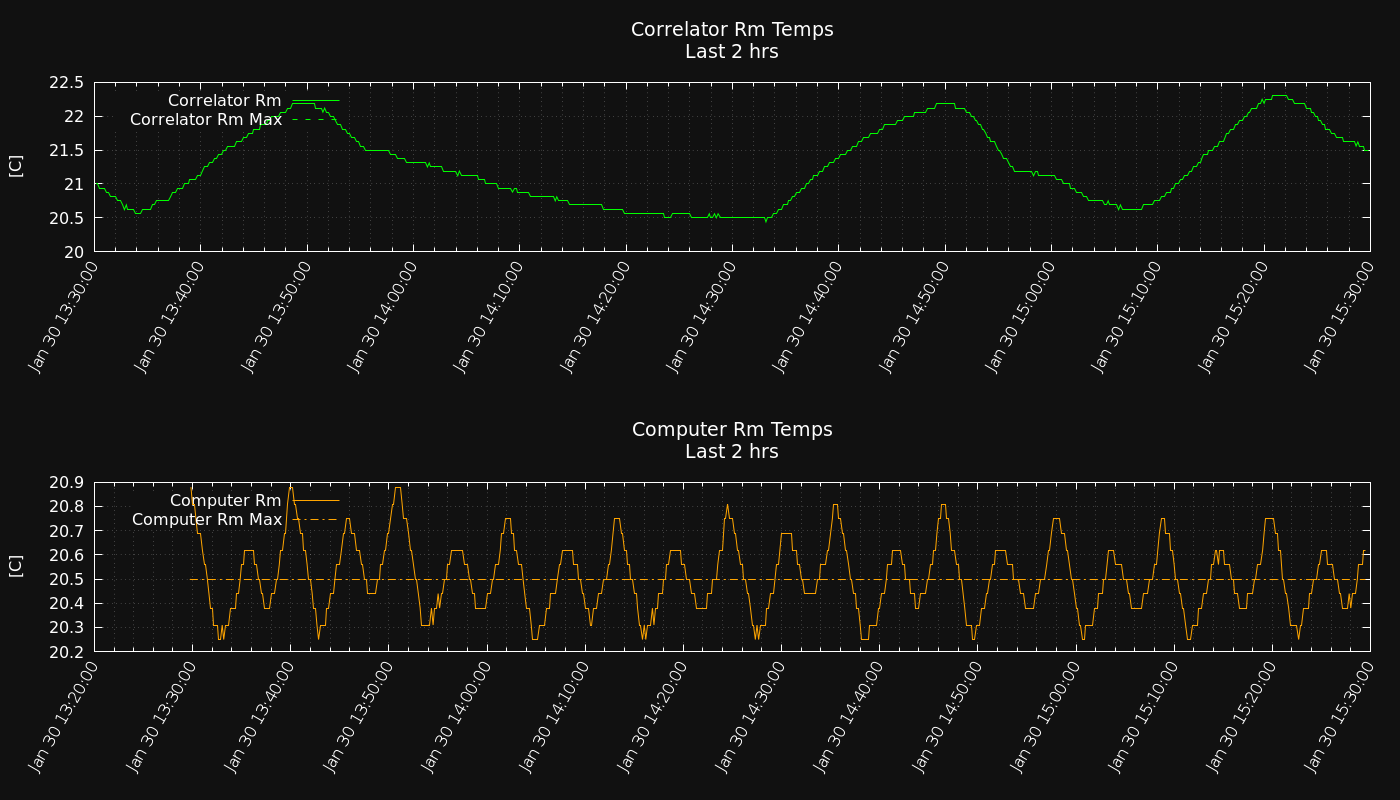 Correlator Rm Temps
Last 2 hrs
22.5
22
21.5
21
20.5
20
[C]
Correlator Rm
Correlator Rm Max
Jan 30 13:30:00
Jan 30 13:40:00
Jan 30 13:50:00
Jan 30 14:00:00
Jan 30 14:10:00
Jan 30 14:20:00
Jan 30 14:30:00
Jan 30 14:40:00
Jan 30 14:50:00
Jan 30 15:00:00
Jan 30 15:10:00
Jan 30 15:20:00
Jan 30 15:30:00
Computer Rm Temps
Last 2 hrs
20.9
20.8
20.7
20.6
20.5
20.4
20.3
20.2
[C]
Computer Rm
Computer Rm Max
Jan 30 13:20:00
Jan 30 13:30:00
Jan 30 13:40:00
Jan 30 13:50:00
Jan 30 14:00:00
Jan 30 14:10:00
Jan 30 14:20:00
Jan 30 14:30:00
Jan 30 14:40:00
Jan 30 14:50:00
Jan 30 15:00:00
Jan 30 15:10:00
Jan 30 15:20:00
Jan 30 15:30:00